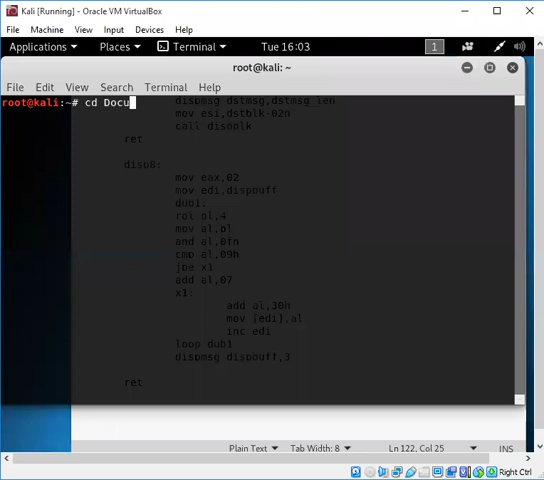 Kali [Running] - Oracle VM VirtualBox
File Machine View Input Devices Help
Applications Places Terminal Tue 16:03 1
root@kali: ~
File Edit View Search Terminal Help
root@kali:~# cd Docu
dispmsg dstmsg,dstmsg_len
mov esi,dstblk-02h
call dispblk
ret
disp8:
mov
mov edi,dispbuff
dub1:
rol bl,4
mov al,bl
and al,0fh
cmp al,09h
jbe x1
add al,07
x1:
add al,30h
mov [edi],al
inc edi
loop dub1
dispmsg dispbuff,3
ret
Plain Text Tab Width: 8 Ln 122, Col 25 INS
Right Ctrl